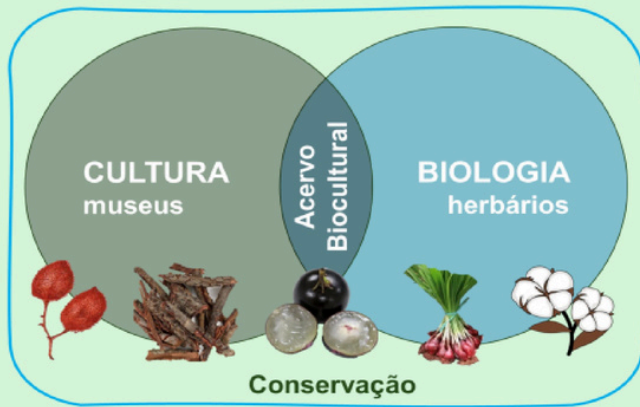 CULTURA
museus
Acervo
Biocultural
BIOLOGIA
herbários
Conservação